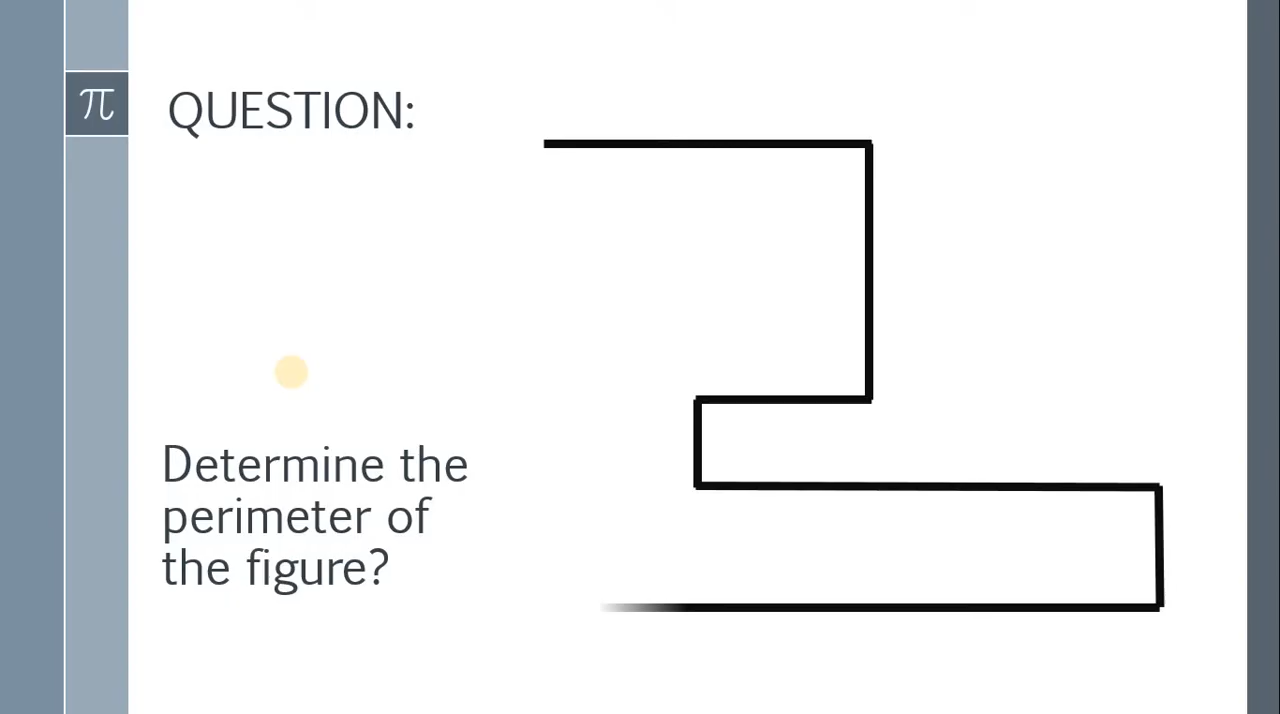 π
QUESTION:
Determine the
perimeter of
the figure?